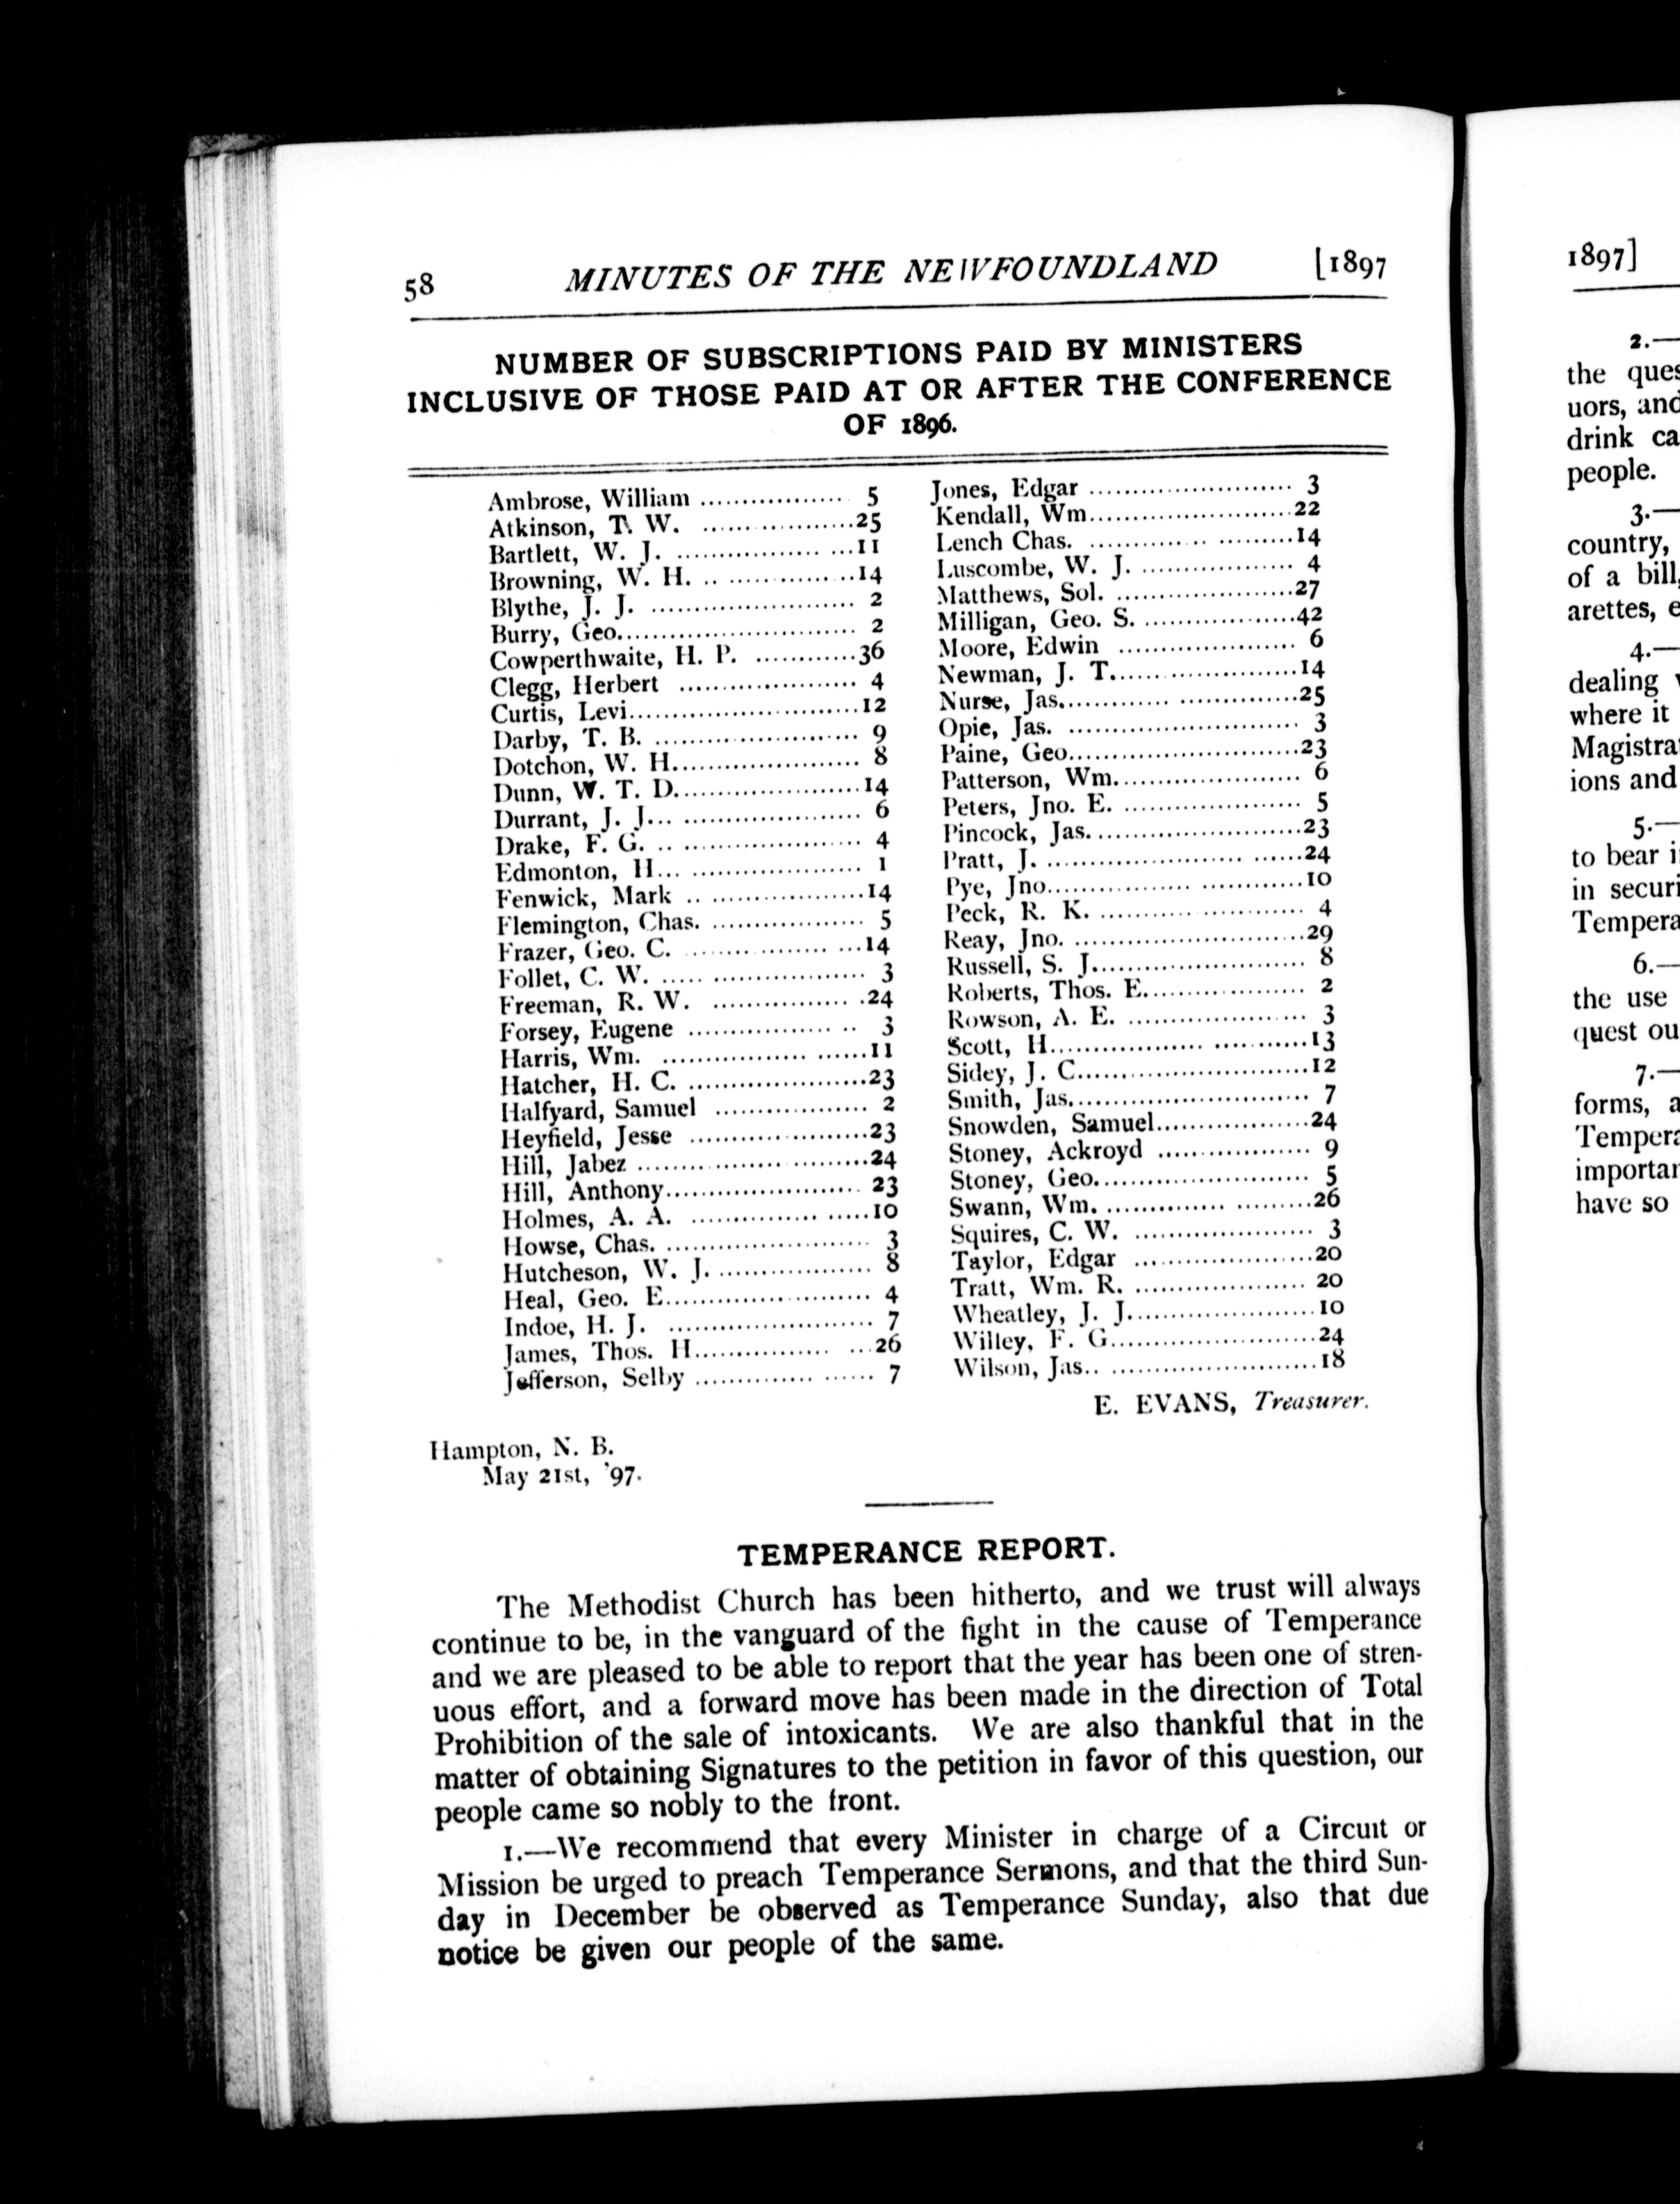 58 MINUTES OF THE NEWFOUNDLAND [1897
NUMBER OF SUBSCRIPTIONS PAID BY MINISTERS
INCLUSIVE OF THOSE PAID AT OR AFTER THE CONFERENCE
OF 1896.
Ambrose, William ................. 5
Atkinson, T. W. .................25
Bartlett, W. J. .................11
Browning, W. H. .................14
Blythe, J. J. ................. 2
Burry, Geo.................. 2
Cowperthwaite, H. P. ............36
Clegg, Herbert ................. 4
Curtis, Levi.................12
Darby, T. B. ................. 9
Dotchon, W. H.................. 8
Dunn, W. T. D..................14
Durrant, J. J.................. 6
Drake, F. G. ................. 4
Edmonton, H................. 1
Fenwick, Mark .................14
Flemington, Chas. ................. 5
Frazer, Geo. C. .................14
Follet, C. W. ................. 3
Freeman, R. W. .................24
Forsey, Eugene ................. 3
Harris, Wm. .................11
Hatcher, H. C. .................23
Halfyard, Samuel ................. 2
Heyfield, Jesse .................23
Hill, Jabez .................24
Hill, Anthony................. 23
Holmes, A. A. .................10
Howse, Chas. ................. 3
Hutcheson, W. J. ................. 8
Heal, Geo. E................. 4
Indoe, H. J. ................. 7
James, Thos. H.................26
Jefferson, Selby ................. 7
Jones, Edgar ................. 3
Kendall, Wm.................22
Lench Chas. .................14
Luscombe, W. J. ................. 4
Matthews, Sol. .................27
Milligan, Geo. S. .................42
Moore, Edwin ................. 6
Newman, J. T..................14
Nurse, Jas..................25
Opie, Jas. ................. 3
Paine, Geo.................23
Patterson, Wm.................. 6
Peters, Jno. E. ................. 5
Pincock, Jas. .................23
Pratt, J. .................24
Pye, Jno.................10
Peck, R. K. ................. 4
Reay, Jno. .................29
Russell, S. J.................. 8
Roberts, Thos. E................. 2
Rowson, A. E. ................. 3
Scott, H.................13
Sidey, J. C.................12
Smith, Jas.................. 7
Snowden, Samuel.................24
Stoney, Ackroyd ................. 9
Stoney, Geo.................. 5
Swann, Wm. .................26
Squires, C. W. ................. 3
Taylor, Edgar .................20
Tratt, Wm. R. ................. 20
Wheatley, J. J..................10
Willey, F. G.................24
Wilson, Jas.. .................18
E. EVANS, Treasurer.
Hampton, N. B.
May 21st, '97.
TEMPERANCE REPORT.
The Methodist Church has been hitherto, and we trust will always
continue to be, in the vanguard of the fight in the cause of Temperance
and we are pleased to be able to report that the year has been one of stren-
uous effort, and a forward move has been made in the direction of Total
Prohibition of the sale of intoxicants. We are also thankful that in the
matter of obtaining Signatures to the petition in favor of this question, our
people came so nobly to the front.
1.—We recommend that every Minister in charge of a Circuit or
Mission be urged to preach Temperance Sermons, and that the third Sun-
day in December be observed as Temperance Sunday, also that due
notice be given our people of the same.
1897]
2.—
the
uors, and
drink
people.
3.—
country,
of a bill,
arettes,
4.—
dealing
where it
ions and
5.—
to bear
in
6.—
the use
quest
7.—
forms,
have so